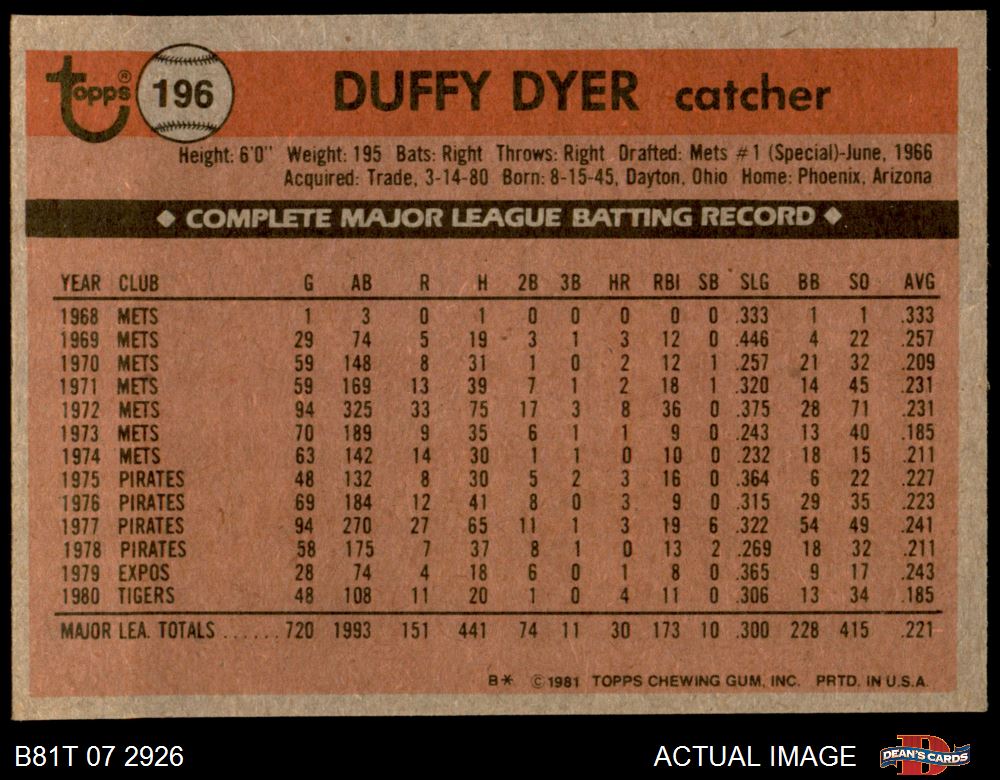 topps® 196 DUFFY DYER catcher
Height: 6'0" Weight: 195 Bats: Right Throws: Right Drafted: Mets #1 (Special)-June, 1966
Acquired: Trade, 3-14-80 Born: 8-15-45, Dayton, Ohio Home: Phoenix, Arizona
◆ COMPLETE MAJOR LEAGUE BATTING RECORD ◆
YEAR CLUB G AB R H 2B 3B HR RBI SB SLG BB SO AVG
1968 METS 1 3 0 1 0 0 0 0 0 .333 1 1 .333
1969 METS 29 74 5 19 3 1 3 12 0 .446 4 22 .257
1970 METS 59 148 8 31 1 0 2 12 1 .257 21 32 .209
1971 METS 59 169 13 39 7 1 2 18 1 .320 14 45 .231
1972 METS 94 325 33 75 17 3 8 36 0 .375 28 71 .231
1973 METS 70 189 9 35 6 1 1 9 0 .243 13 40 .185
1974 METS 63 142 14 30 1 1 0 10 0 .232 18 15 .211
1975 PIRATES 48 132 8 30 5 2 3 16 0 .364 6 22 .227
1976 PIRATES 69 184 12 41 8 0 3 9 0 .315 29 35 .223
1977 PIRATES 94 270 27 65 11 1 3 19 6 .322 54 49 .241
1978 PIRATES 58 175 7 37 8 1 0 13 2 .269 18 32 .211
1979 EXPOS 28 74 4 18 6 0 1 8 0 .365 9 17 .243
1980 TIGERS 48 108 11 20 1 0 4 11 0 .306 13 34 .185
MAJOR LEA. TOTALS ......720 1993 151 441 74 11 30 173 10 .300 228 415 .221
B* ©1981 TOPPS CHEWING GUM, INC. PRTD. IN U.S.A.
B81T 07 2926 ACTUAL IMAGE D DEAN'S CARDS